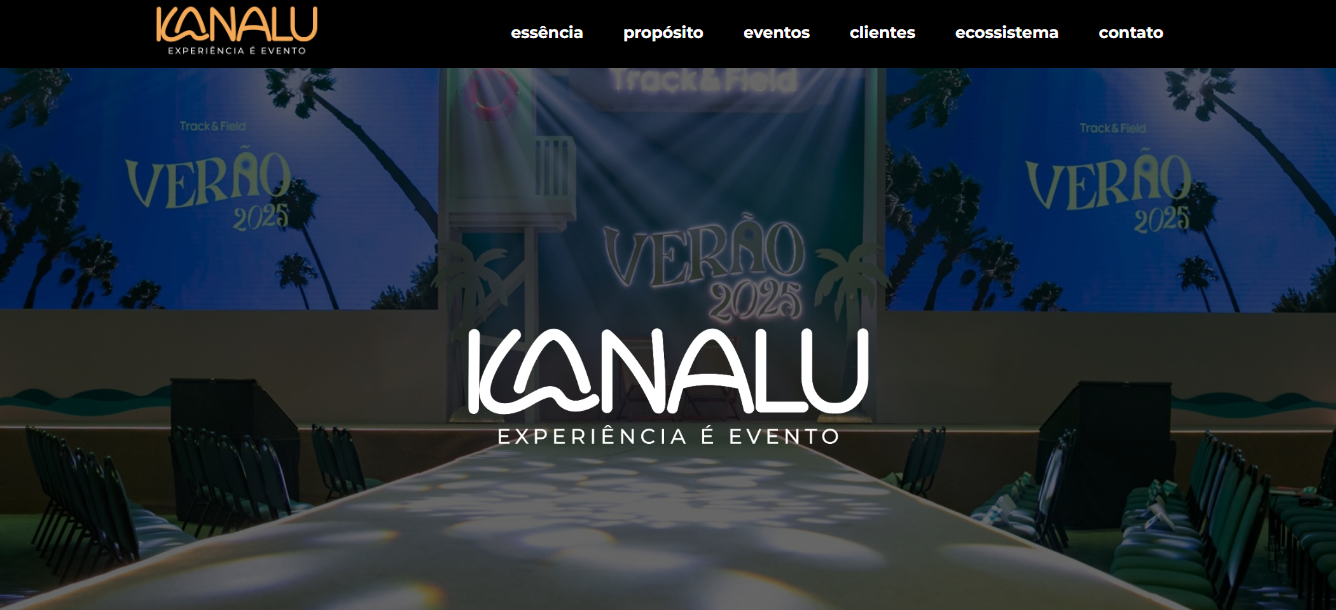 KANALU
EXPERIÊNCIA É EVENTO
essência propósito eventos clientes ecossistema contato
Track&Field
Track&Field
VERÃO
2025
Track&Field
VERÃO
2025
VERÃO
2025
KANALU
EXPERIÊNCIA É EVENTO